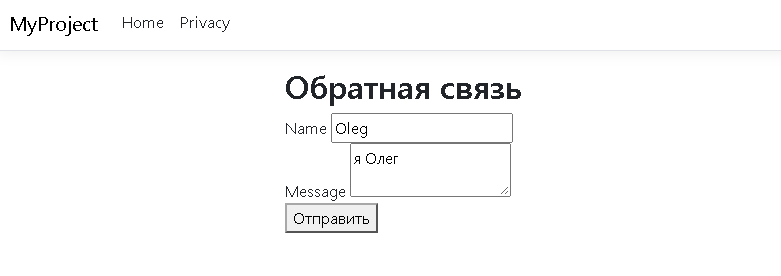 MyProject Home Privacy
Обратная связь
Name Oleg
я Олег
Message
Отправить